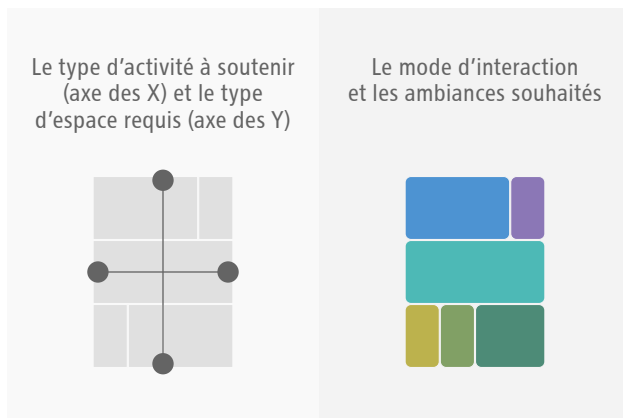 Le type d’activité à soutenir
(axe des X) et le type
d’espace requis (axe des Y)
Le mode d’interaction
et les ambiances souhaités